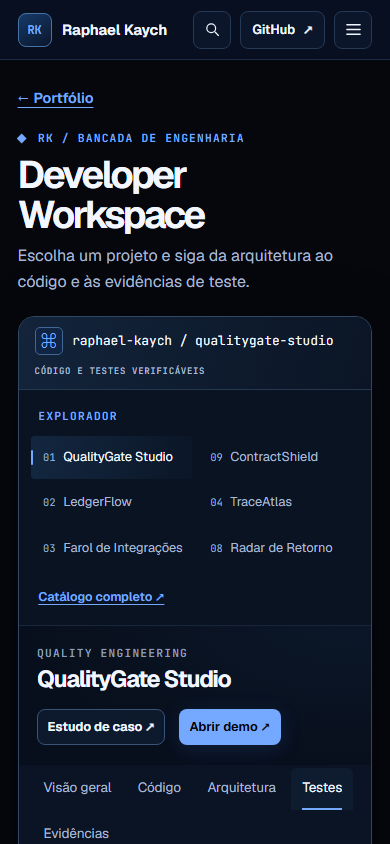 RK Raphael Kaych GitHub ↗
← Portfólio
RK / BANCADA DE ENGENHARIA
Developer
Workspace
Escolha um projeto e siga da arquitetura ao
código e às evidências de teste.
⌘ raphael-kaych / qualitygate-studio
CÓDIGO E TESTES VERIFICÁVEIS
EXPLORADOR
01 QualityGate Studio 09 ContractShield
02 LedgerFlow 04 TraceAtlas
03 Farol de Integrações 08 Radar de Retorno
Catálogo completo ↗
QUALITY ENGINEERING
QualityGate Studio
Estudo de caso ↗ Abrir demo ↗
Visão geral Código Arquitetura Testes
Evidências